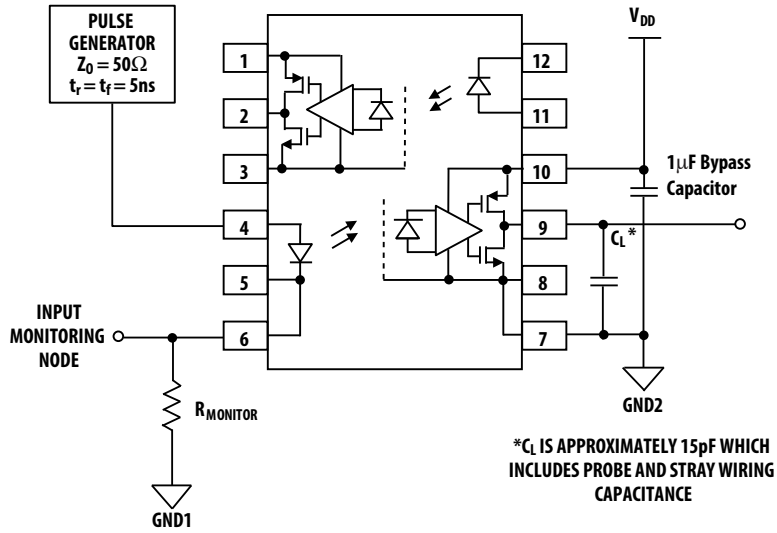 PULSE
GENERATOR
Z0 = 50Ω
tr = tf = 5ns
VDD
1
2
3
4
5
6
12
11
10
9
8
7
1μF Bypass
Capacitor
CL*
INPUT
MONITORING
NODE
RMONITOR
GND1
GND2
*CL IS APPROXIMATELY 15pF WHICH
INCLUDES PROBE AND STRAY WIRING
CAPACITANCE